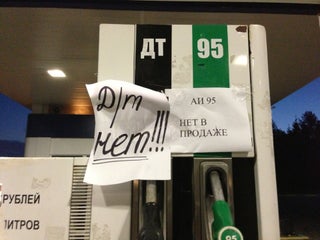 ДТ 95
Д/т
нет!!!
АИ 95
НЕТ В
ПРОДАЖЕ
РУБЛЕЙ
ЛИТРОВ
95